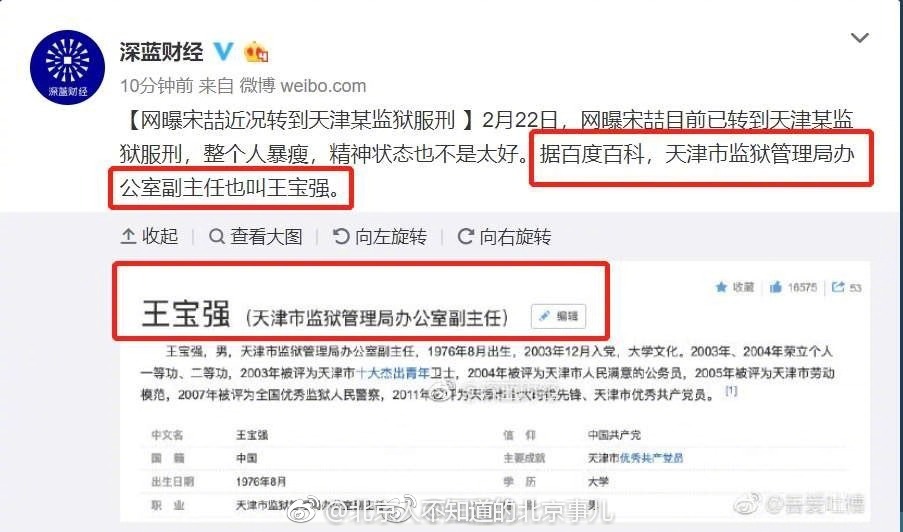 深蓝财经
深蓝财经
10分钟前 来自 微博 weibo.com
【网曝宋喆近况转到天津某监狱服刑 】2月22日，网曝宋喆目前已转到天津某监
狱服刑，整个人暴瘦，精神状态也不是太好。据百度百科，天津市监狱管理局办
公室副主任也叫王宝强。
收起 查看大图 向左旋转 向右旋转
收藏 16575 53
王宝强 （天津市监狱管理局办公室副主任） 编辑
王宝强，男，天津市监狱管理局办公室副主任，1976年8月出生，2003年12月入党，大学文化。2003年、2004年荣立个人
一等功、二等功，2003年被评为天津市十大杰出青年卫士，2004年被评为天津市人民满意的公务员，2005年被评为天津市劳动
模范，2007年被评为全国优秀监狱人民警察，2011年 评为天津市 时代先锋、天津市优秀共产党员。 [1]
中文名 王宝强 信 仰 中国共产党
国 籍 中国 主要成就 天津市优秀共产党员
出生日期 1976年8月 学 历 大学
职 业 天津市监狱 办公室副主任 男
@北京人不知道的北京事儿
@吾爱吐槽